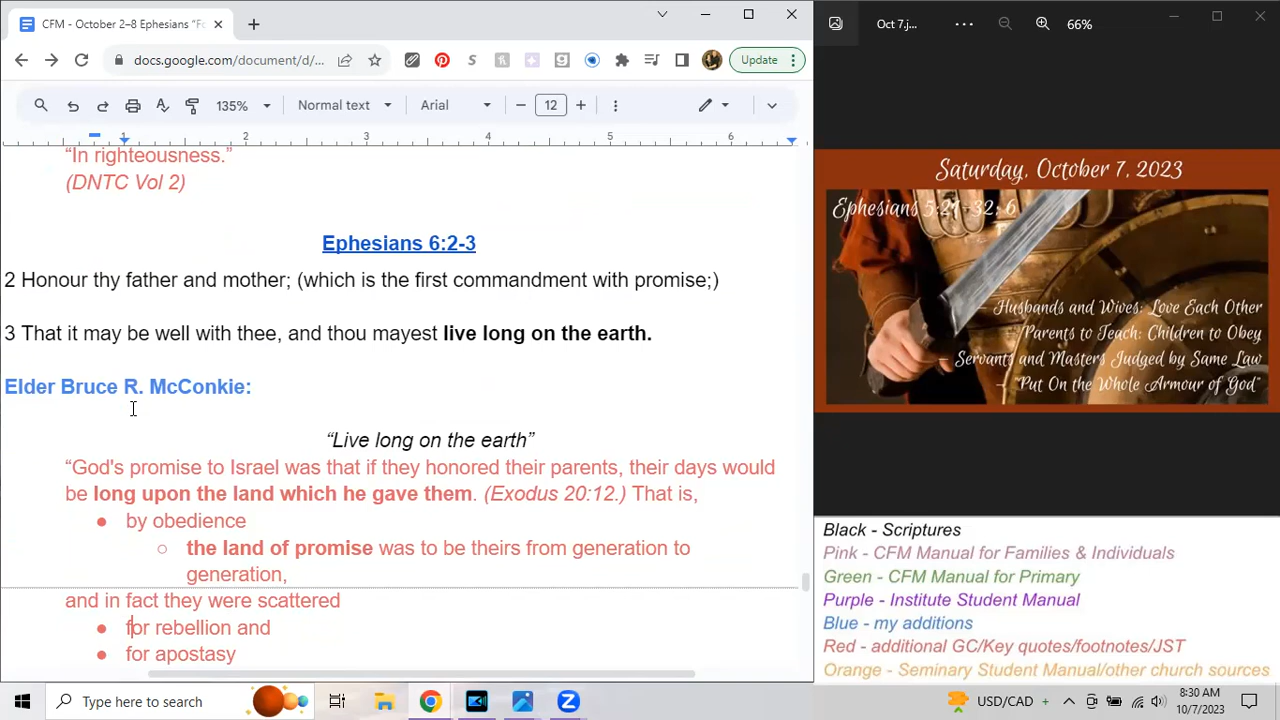 CFM - October 2–8 Ephesians “F
docs.google.com/document/d/...
Update
135%
Normal text
Arial
12
1
2
3
4
5
6
“In righteousness.”
(DNTC Vol 2)
Ephesians 6:2-3
2 Honour thy father and mother; (which is the first commandment with promise;)
3 That it may be well with thee, and thou mayest live long on the earth.
Elder Bruce R. McConkie:
“Live long on the earth”
“God's promise to Israel was that if they honored their parents, their days would
be long upon the land which he gave them. (Exodus 20:12.) That is,
● by obedience
○ the land of promise was to be theirs from generation to
generation,
and in fact they were scattered
● for rebellion and
● for apostasy
Oct 7.j...
66%
Saturday, October 7, 2023
Ephesians 5:21-32; 6
– Husbands and Wives: Love Each Other
Parents to Teach: Children to Obey
– Servants and Masters Judged by Same Law
– "Put On the Whole Armour of God"
Black - Scriptures
Pink - CFM Manual for Families & Individuals
Green - CFM Manual for Primary
Purple - Institute Student Manual
Blue - my additions
Red - additional GC/Key quotes/footnotes/JST
Orange - Seminary Student Manual/other church sources
Type here to search
USD/CAD +
8:30 AM
10/7/2023